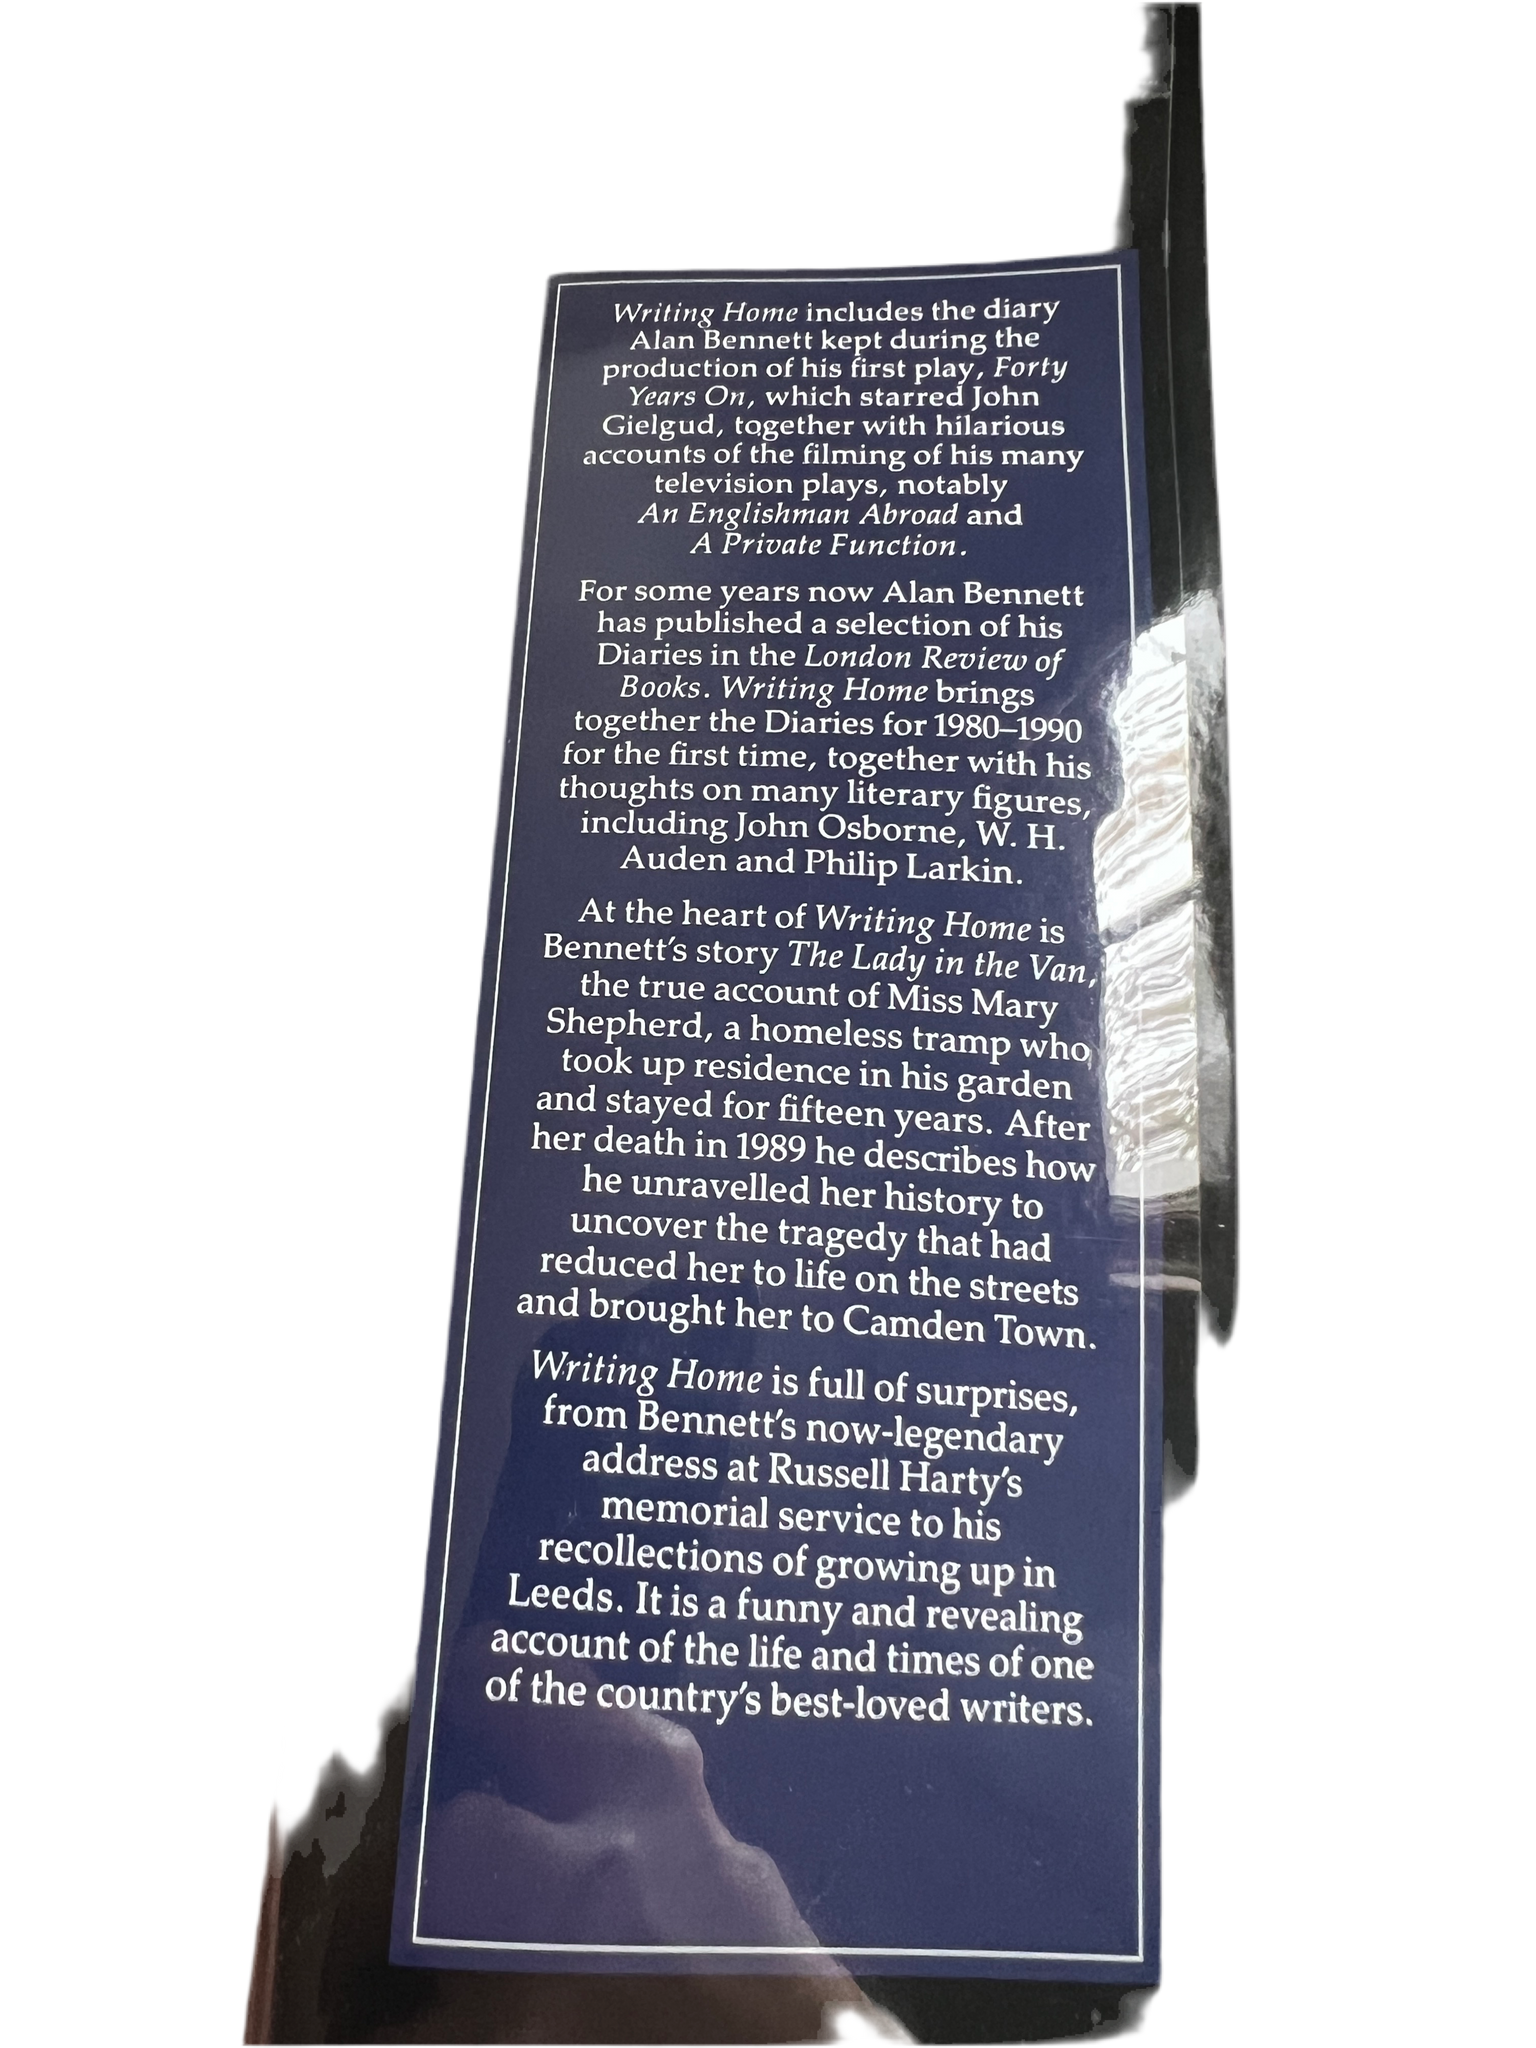 Writing Home includes the diary
Alan Bennett kept during the
production of his first play, Forty
Years On, which starred John
Gielgud, together with hilarious
accounts of the filming of his many
television plays, notably
An Englishman Abroad and
A Private Function.
For some years now Alan Bennett
has published a selection of his
Diaries in the London Review of
Books. Writing Home brings
together the Diaries for 1980–1990
for the first time, together with his
thoughts on many literary figures,
including John Osborne, W. H.
Auden and Philip Larkin.
At the heart of Writing Home is
Bennett's story The Lady in the Van,
the true account of Miss Mary
Shepherd, a homeless tramp who
took up residence in his garden
and stayed for fifteen years. After
her death in 1989 he describes how
he unravelled her history to
uncover the tragedy that had
reduced her to life on the streets
and brought her to Camden Town.
Writing Home is full of surprises,
from Bennett's now-legendary
address at Russell Harty's
memorial service to his
recollections of growing up in
Leeds. It is a funny and revealing
account of the life and times of one
of the country's best-loved writers.